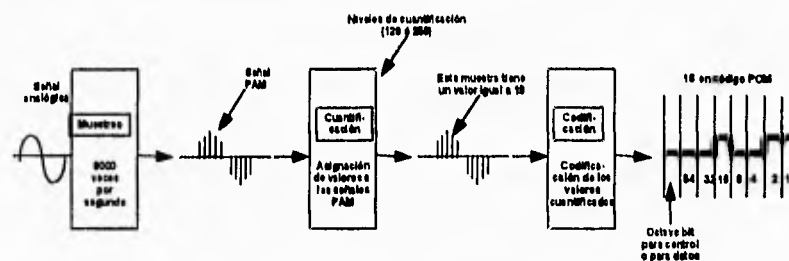 Niveles de cuantificación
(128 ó 256)
Señal
analógica
Muestreo
8000
veces
por
segundo
Señal
PAM
Cuantifi-
cación
Asignación
de valores a
las señales
PAM
Esta muestra tiene
un valor igual a 18
Codifi-
cación
Codifica-
ción de los
valores
cuantificados
18 en código PCM
64 32 16 8 4 2 1
Octavo bit
para control
o para datos